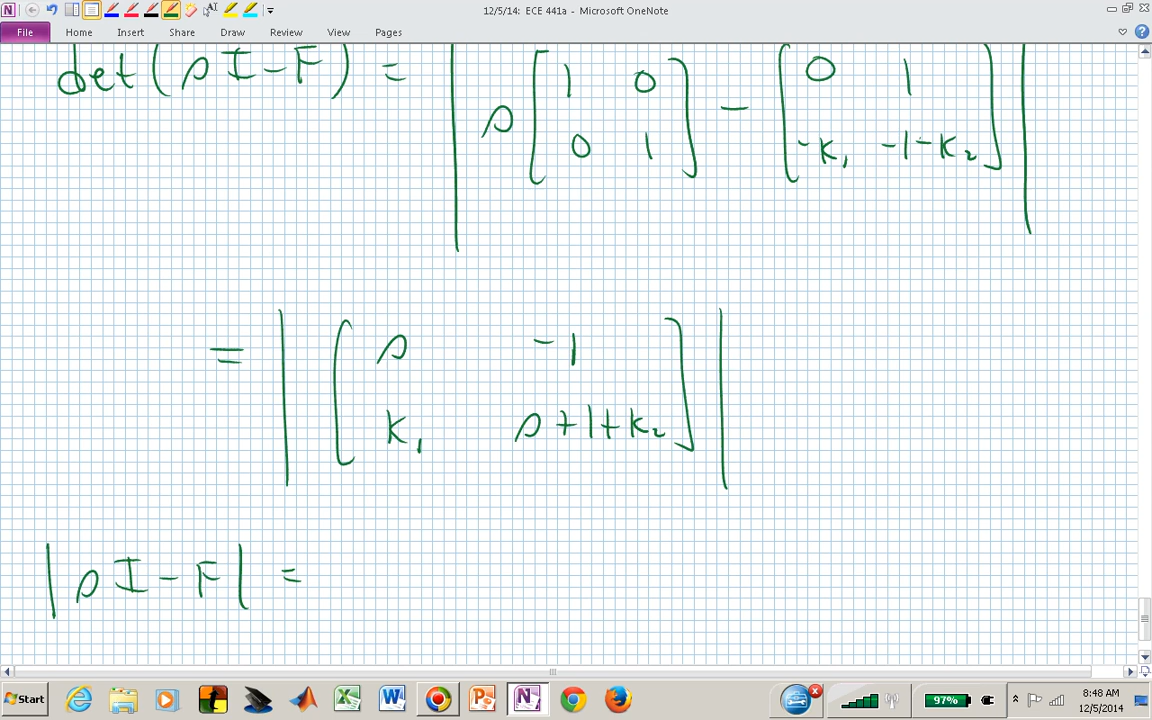 12/5/14: ECE 441a - Microsoft OneNote
File Home Insert Share Draw Review View Pages
det(sI-F) = | s [1 0; 0 1] - [0 1; -k₁ -1-k₂] |
= | [s -1; k₁ s+1+k₂] |
|sI-F| =
Start
97%
8:48 AM
12/5/2014